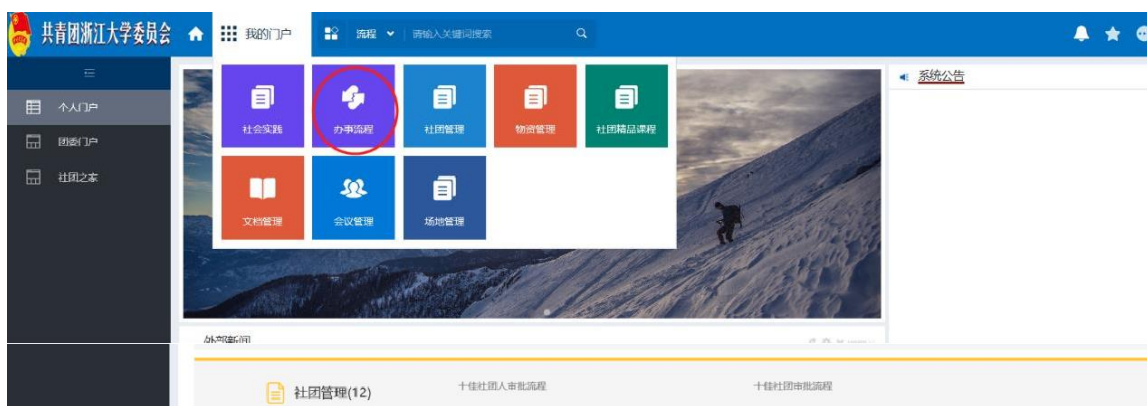 共青团浙江大学委员会
我的门户
流程
请输入关键词搜索
个人门户
团委门户
社团之家
社会实践
办事流程
社团管理
物资管理
社团精品课程
文档管理
会议管理
场地管理
系统公告
外部新闻
社团管理(12)
十佳社团人审批流程
十佳社团审批流程